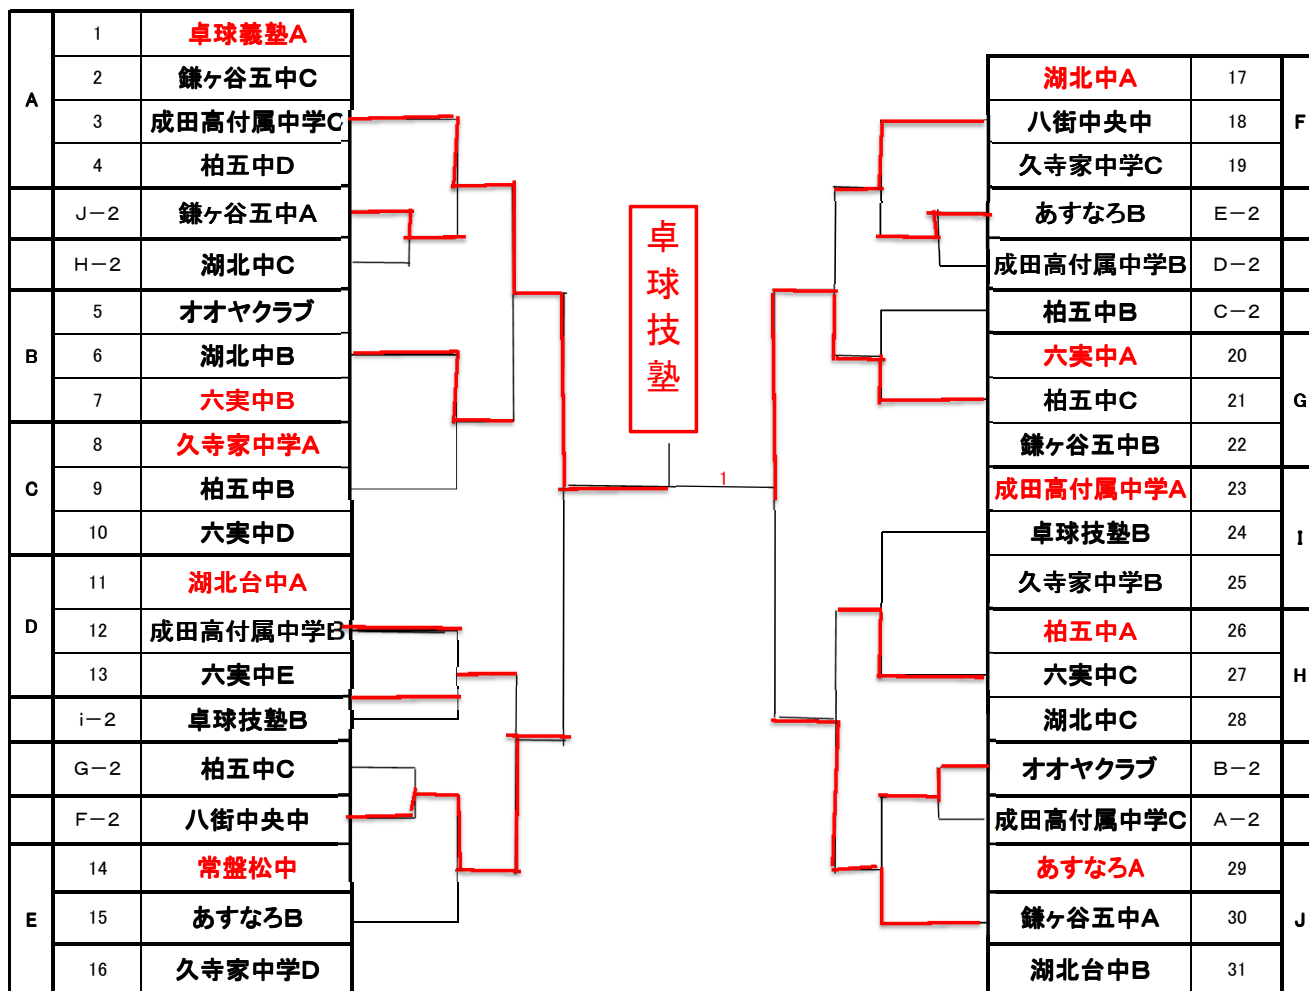 A
1 卓球義塾A
2 鎌ヶ谷五中C
3 成田高付属中学C
4 柏五中D
J-2 鎌ヶ谷五中A
H-2 湖北中C
B
5 オオヤクラブ
6 湖北中B
7 六実中B
C
8 久寺家中学A
9 柏五中B
10 六実中D
D
11 湖北台中A
12 成田高付属中学B
13 六実中E
i-2 卓球技塾B
G-2 柏五中C
F-2 八街中央中
E
14 常盤松中
15 あすなろB
16 久寺家中学D
卓球技塾
1
湖北中A 17
八街中央中 18
久寺家中学C 19
F
あすなろB E-2
成田高付属中学B D-2
柏五中B C-2
六実中A 20
柏五中C 21
鎌ヶ谷五中B 22
G
成田高付属中学A 23
卓球技塾B 24
久寺家中学B 25
I
柏五中A 26
六実中C 27
湖北中C 28
H
オオヤクラブ B-2
成田高付属中学C A-2
あすなろA 29
鎌ヶ谷五中A 30
湖北台中B 31
J